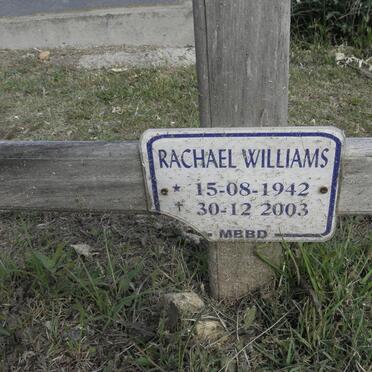 RACHAEL WILLIAMS
* 15-08-1942
† 30-12 2003
MBBD